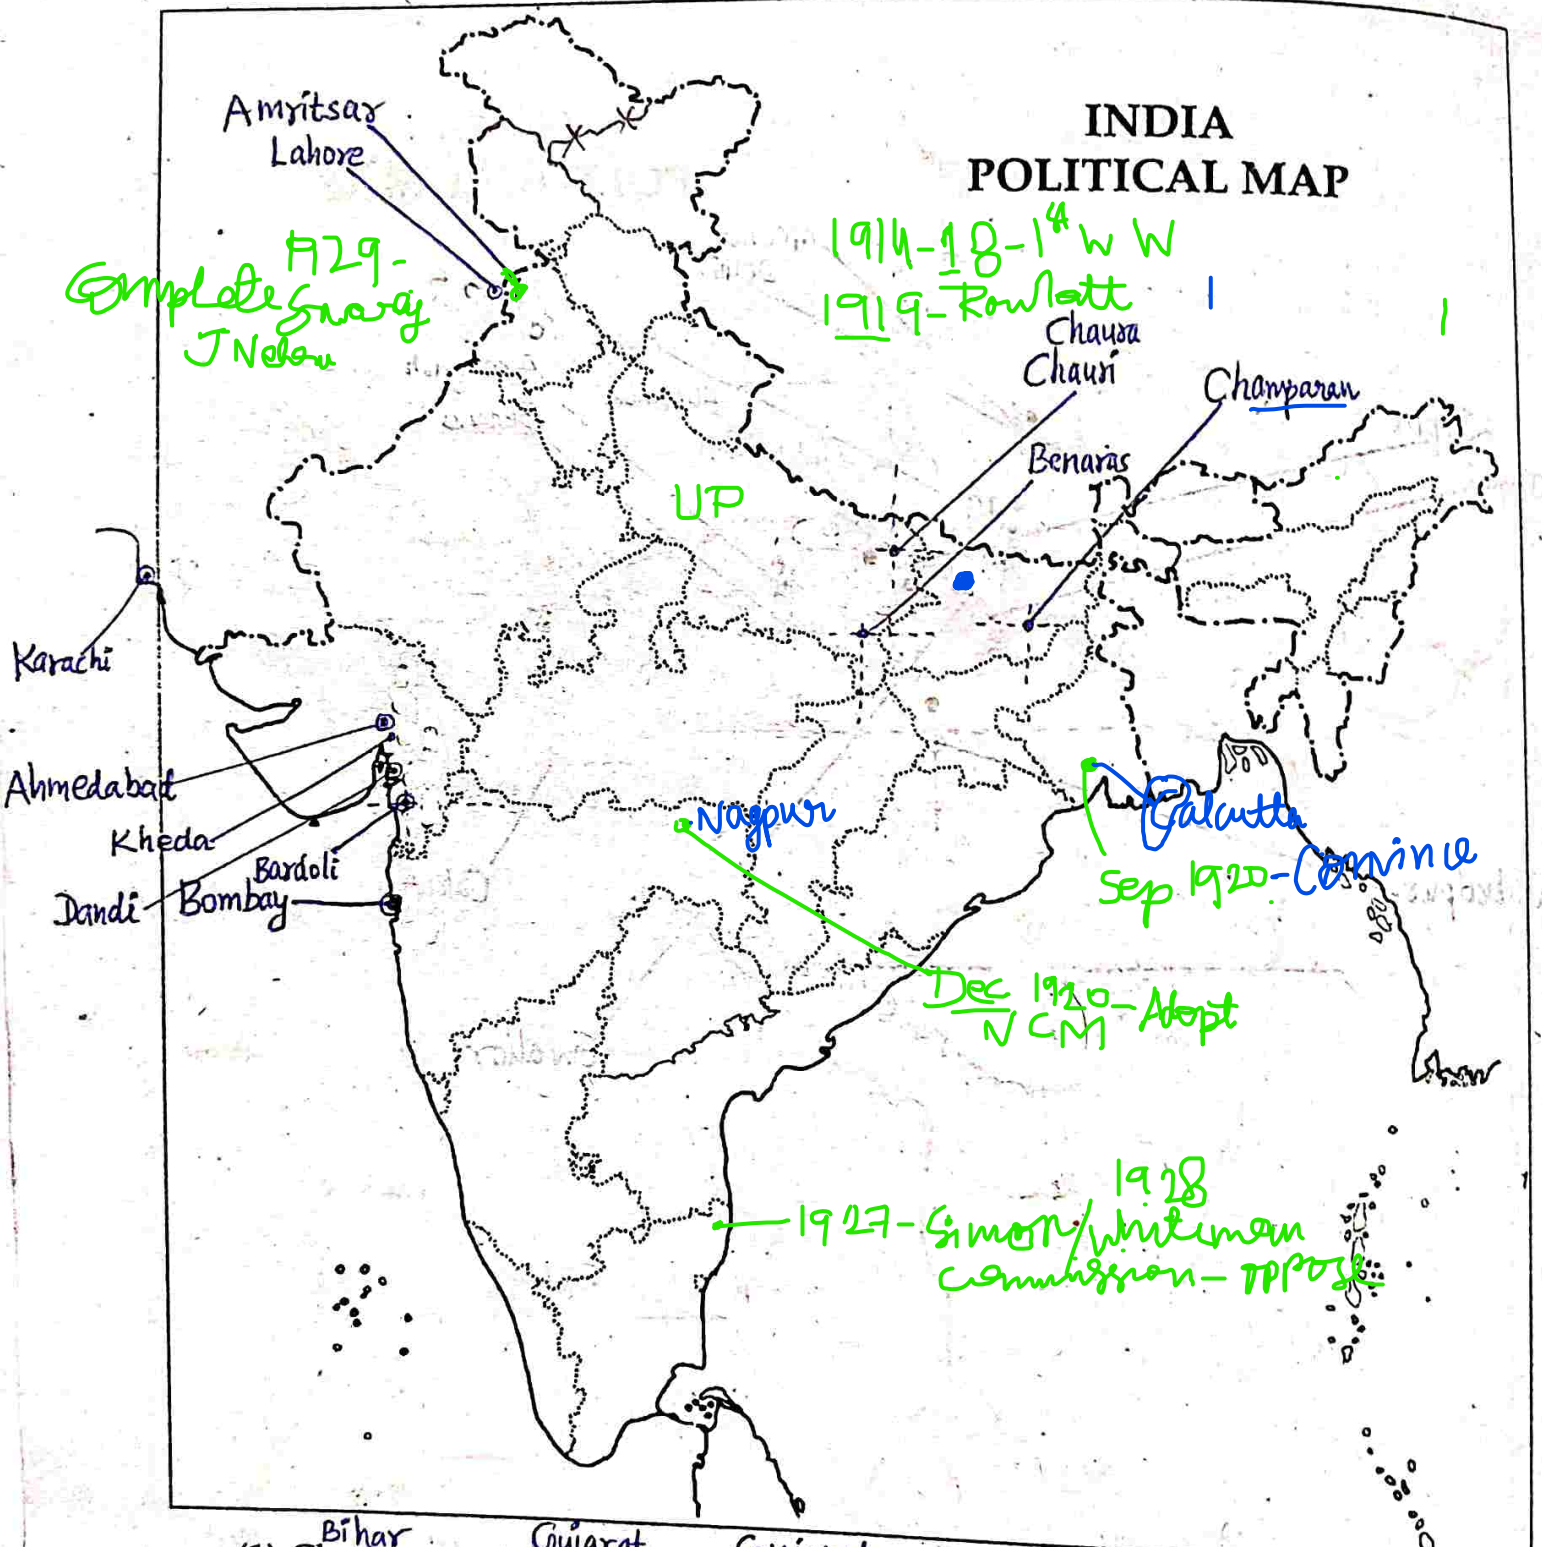 INDIA
POLITICAL MAP
Amritsar
Lahore
1929-
Complete Swaraj
J Nehru
1914-18-1st W W
1919-Rowlatt
Chaura
Chauri
Champaran
Benaras
UP
Karachi
Ahmedabad
Kheda
Bardoli
Dandi
Bombay
Nagpur
Calcutta
Sep 1920-Convince
Dec 1920-Adopt
NCM
1928
1927-Simon/whiteman
Commission-oppose
Bihar
Gujarat